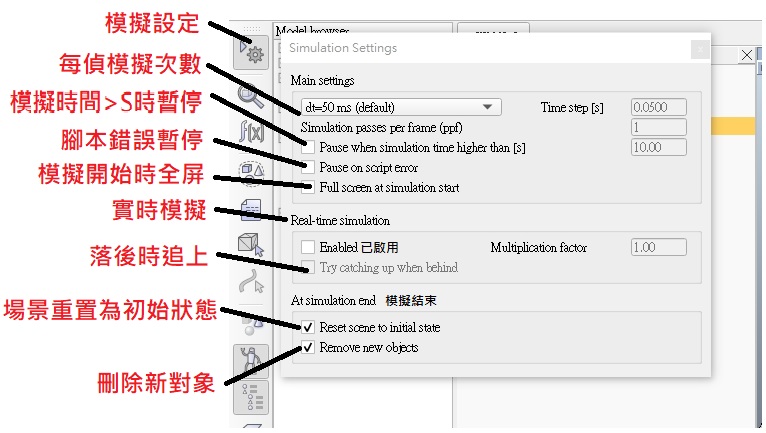 模擬設定
每偵模擬次數
模擬時間>S時暫停
腳本錯誤暫停
模擬開始時全屏
實時模擬
落後時追上
場景重置為初始狀態
刪除新對象
Model browser
Simulation Settings
Main settings
dt=50 ms (default)
Time step [s]
0.0500
Simulation passes per frame (ppf)
1
Pause when simulation time higher than [s]
10.00
Pause on script error
Full screen at simulation start
Real-time simulation
Enabled 已啟用
Multiplication factor
1.00
Try catching up when behind
At simulation end 模擬結束
Reset scene to initial state
Remove new objects
f(x)